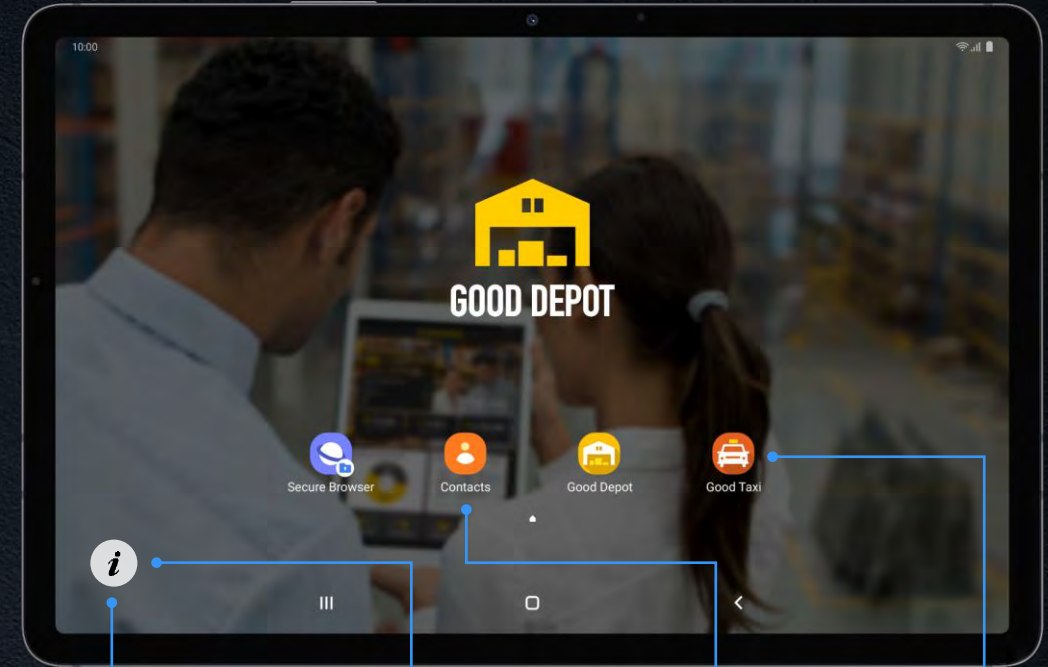 10:00
GOOD DEPOT
Secure Browser
Contacts
Good Depot
Good Taxi
i